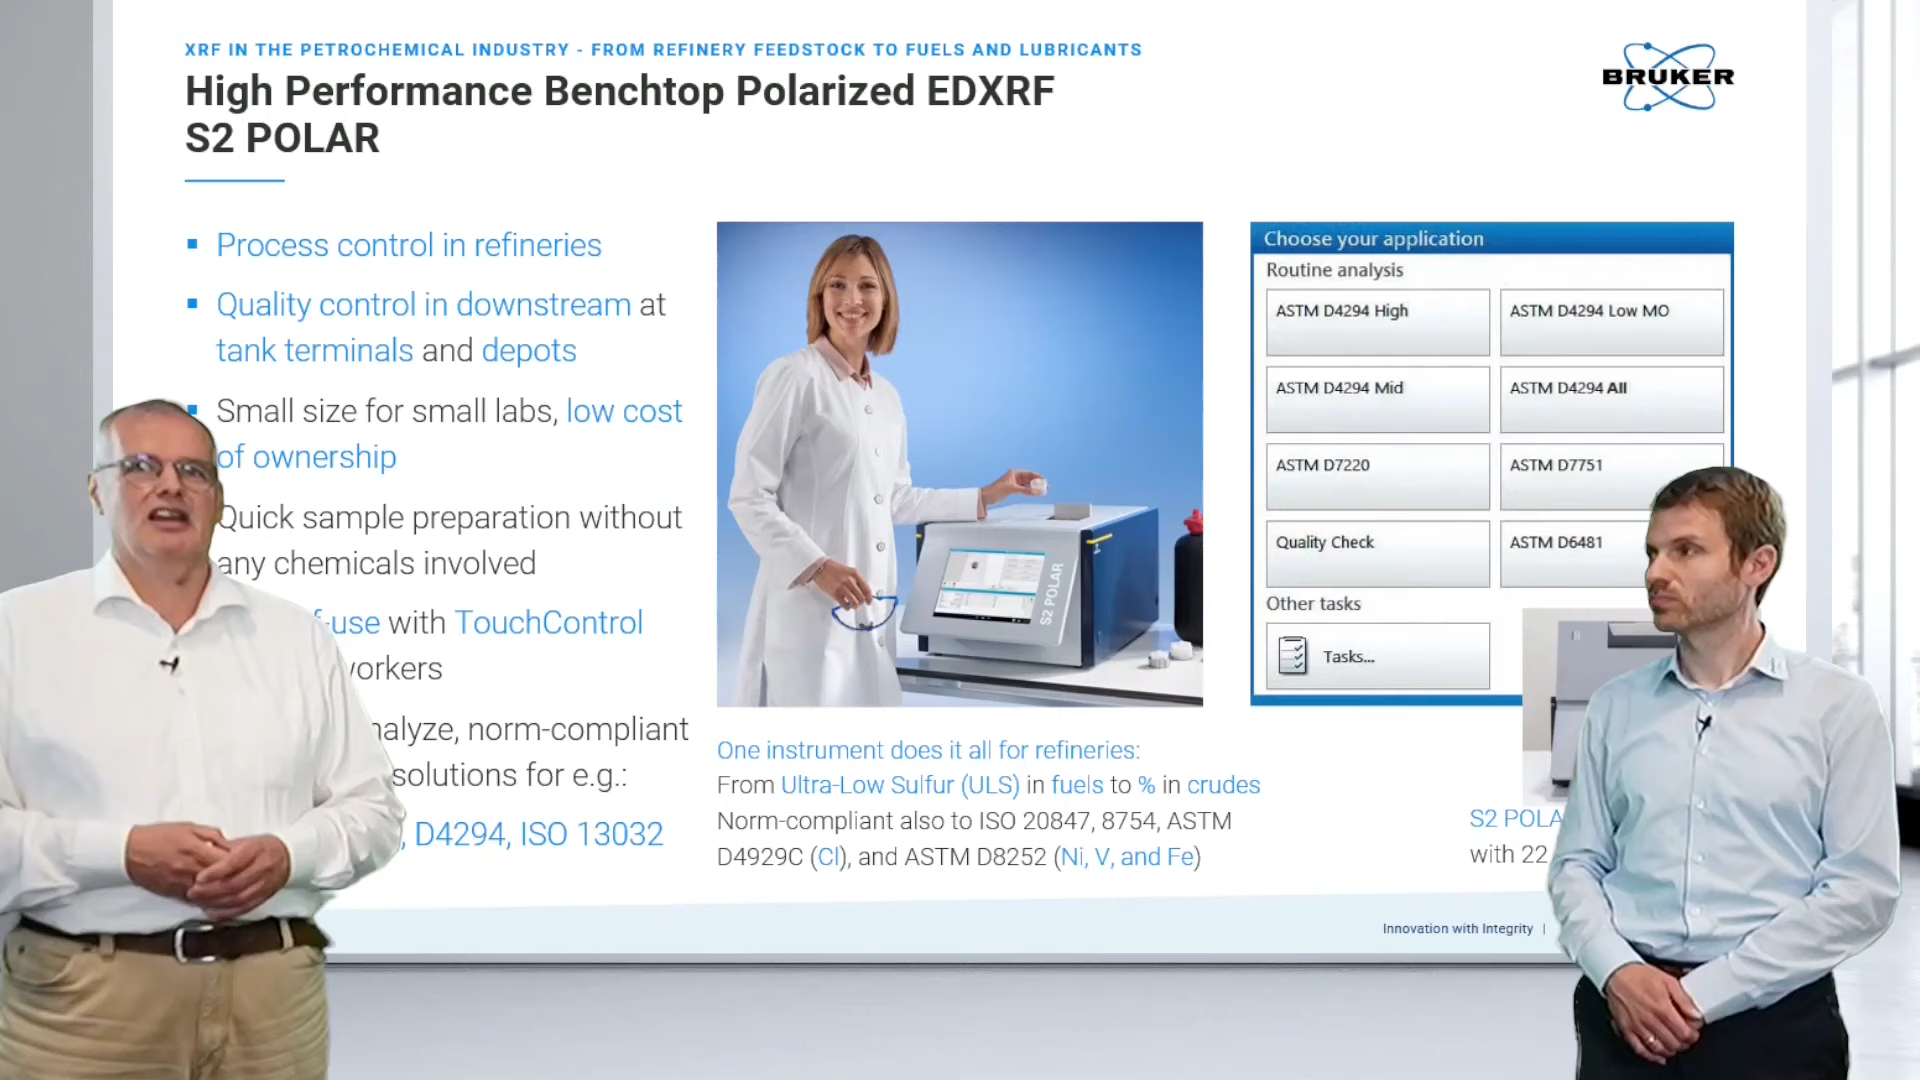 XRF IN THE PETROCHEMICAL INDUSTRY - FROM REFINERY FEEDSTOCK TO FUELS AND LUBRICANTS
High Performance Benchtop Polarized EDXRF
S2 POLAR
BRUKER
Process control in refineries
Quality control in downstream at
tank terminals and depots
Small size for small labs, low cost
of ownership
Quick sample preparation without
any chemicals involved
-use with TouchControl
workers
nalyze, norm-compliant
solutions for e.g.:
, D4294, ISO 13032
S2 POLAR
One instrument does it all for refineries:
From Ultra-Low Sulfur (ULS) in fuels to % in crudes
Norm-compliant also to ISO 20847, 8754, ASTM
D4929C (Cl), and ASTM D8252 (Ni, V, and Fe)
Choose your application
Routine analysis
ASTM D4294 High
ASTM D4294 Low MO
ASTM D4294 Mid
ASTM D4294 All
ASTM D7220
ASTM D7751
Quality Check
ASTM D6481
Other tasks
Tasks...
S2 POLA
with 22
Innovation with Integrity |